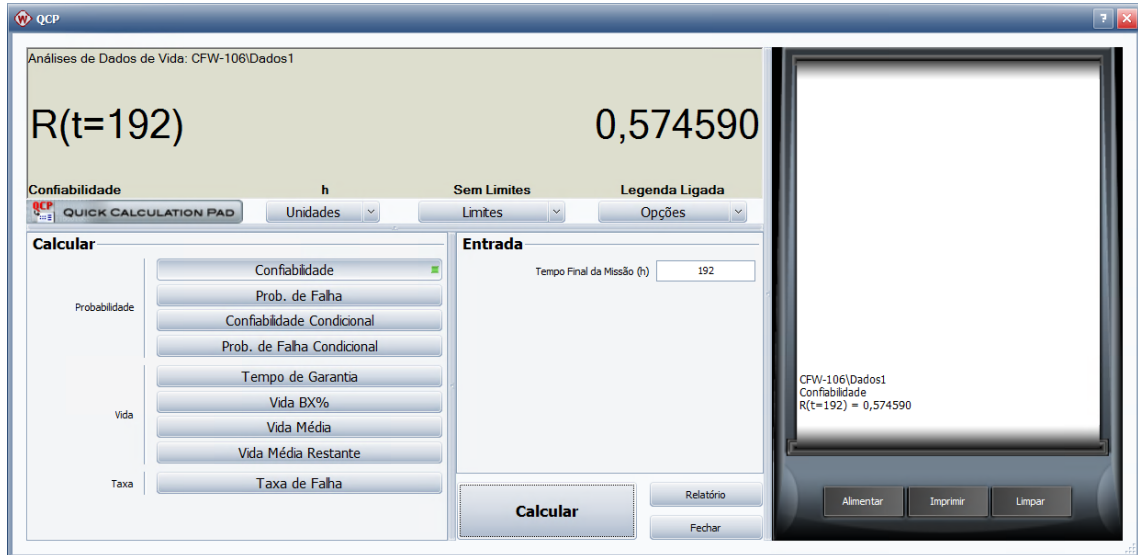 QCP
Análises de Dados de Vida: CFW-106\Dados1
R(t=192) 0,574590
Confiabilidade h Sem Limites Legenda Ligada
QCP QUICK CALCULATION PAD Unidades Limites Opções
Calcular
Probabilidade
Confiabilidade
Prob. de Falha
Confiabilidade Condicional
Prob. de Falha Condicional
Vida
Tempo de Garantia
Vida BX%
Vida Média
Vida Média Restante
Taxa
Taxa de Falha
Entrada
Tempo Final da Missão (h) 192
Calcular
Relatório
Fechar
CFW-106\Dados1
Confiabilidade
R(t=192) = 0,574590
Alimentar Imprimir Limpar